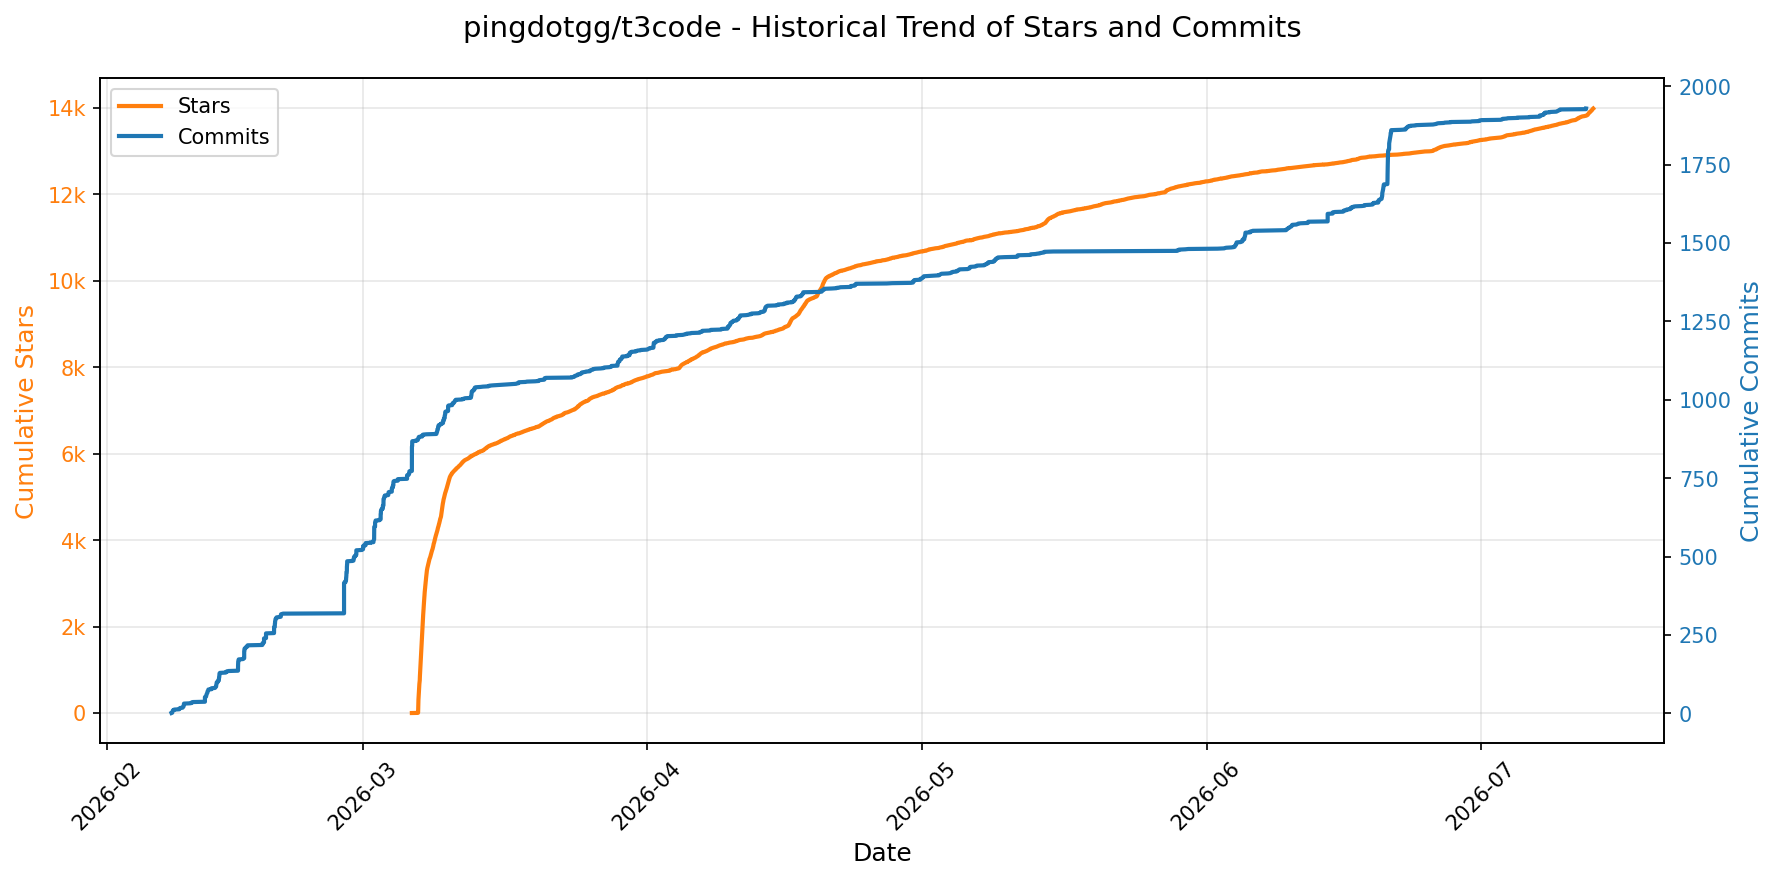 pingdotgg/t3code - Historical Trend of Stars and Commits
Stars
Commits
14k
12k
10k
8k
6k
4k
2k
0
Cumulative Stars
2000
1750
1500
1250
1000
750
500
250
0
Cumulative Commits
2026-02
2026-03
2026-04
2026-05
2026-06
2026-07
Date